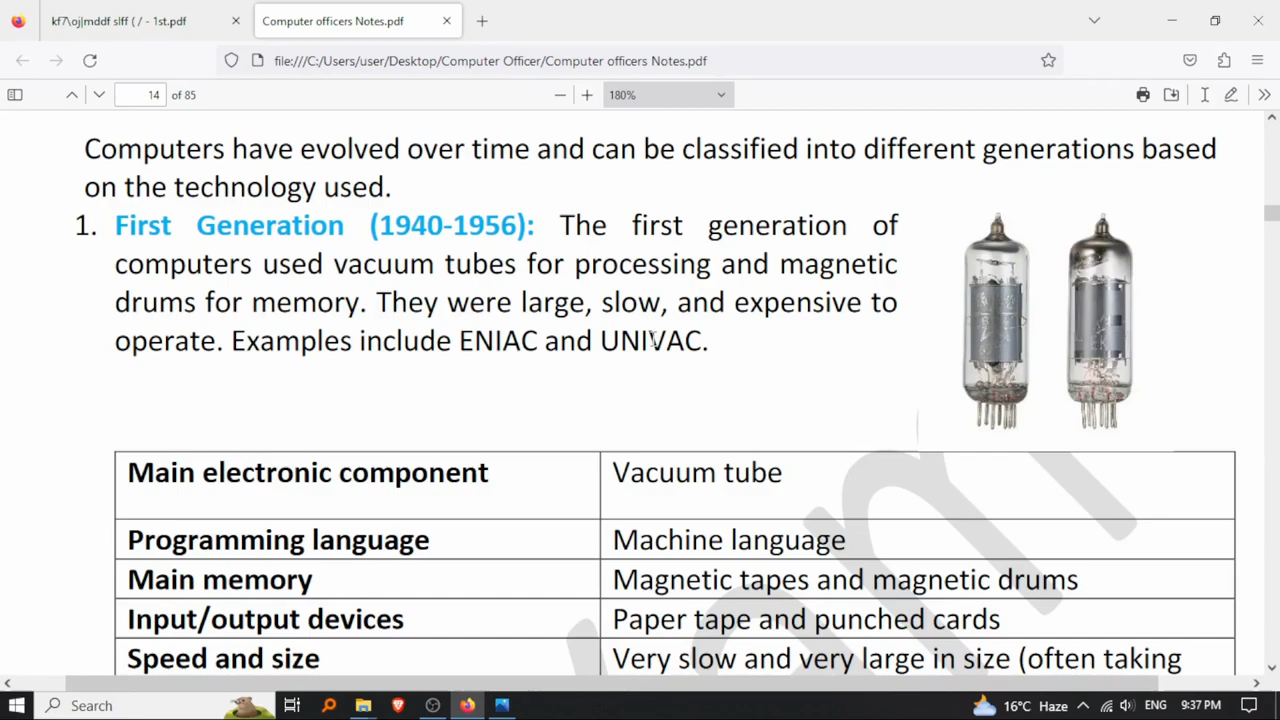 kf7\oj|mddf slff ( / - 1st.pdf
Computer officers Notes.pdf
file:///C:/Users/user/Desktop/Computer Officer/Computer officers Notes.pdf
14 of 85
180%
Computers have evolved over time and can be classified into different generations based
on the technology used.
1. First Generation (1940-1956): The first generation of
computers used vacuum tubes for processing and magnetic
drums for memory. They were large, slow, and expensive to
operate. Examples include ENIAC and UNIVAC.
Main electronic component Vacuum tube
Programming language Machine language
Main memory Magnetic tapes and magnetic drums
Input/output devices Paper tape and punched cards
Speed and size Very slow and very large in size (often taking
Search
16°C Haze
ENG
9:37 PM